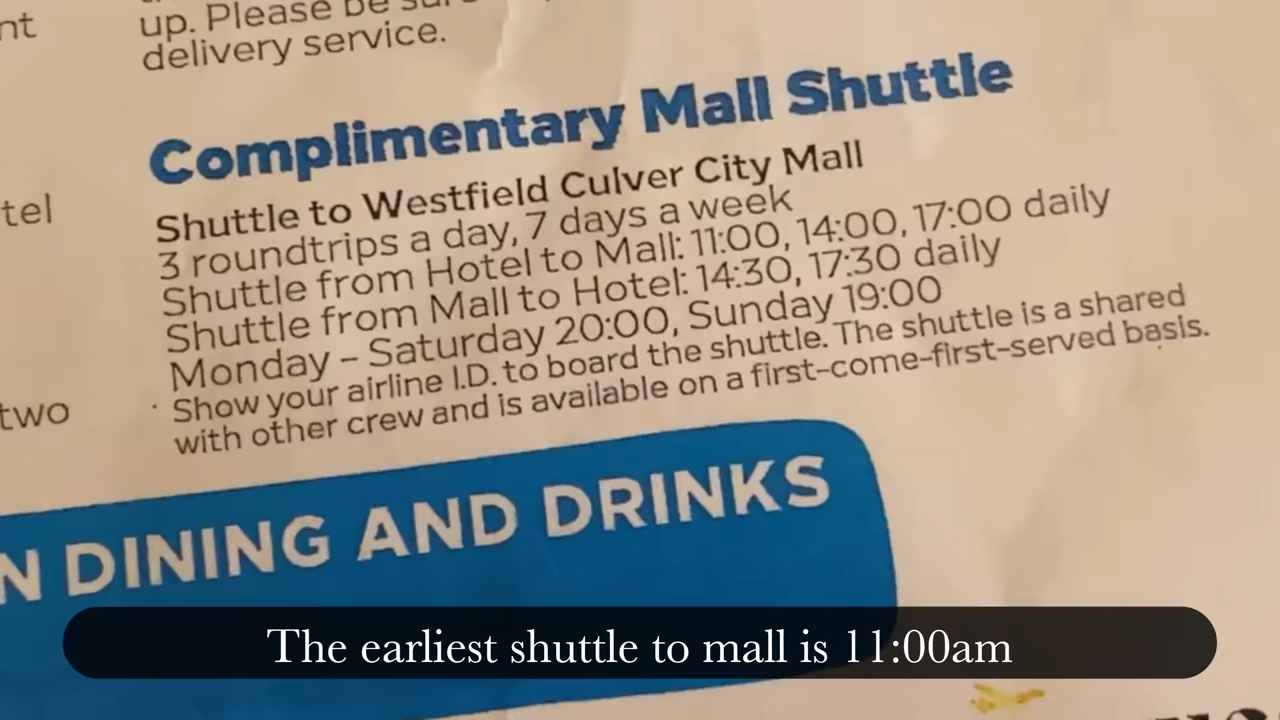 nt
up. Please be
delivery service.
Complimentary Mall Shuttle
tel
Shuttle to Westfield Culver City Mall
3 roundtrips a day, 7 days a week
Shuttle from Hotel to Mall: 11:00, 14:00, 17:00 daily
Shuttle from Mall to Hotel: 14:30, 17:30 daily
Monday – Saturday 20:00, Sunday 19:00
two
· Show your airline I.D. to board the shuttle. The shuttle is a shared
with other crew and is available on a first-come-first-served basis.
N DINING AND DRINKS
The earliest shuttle to mall is 11:00am